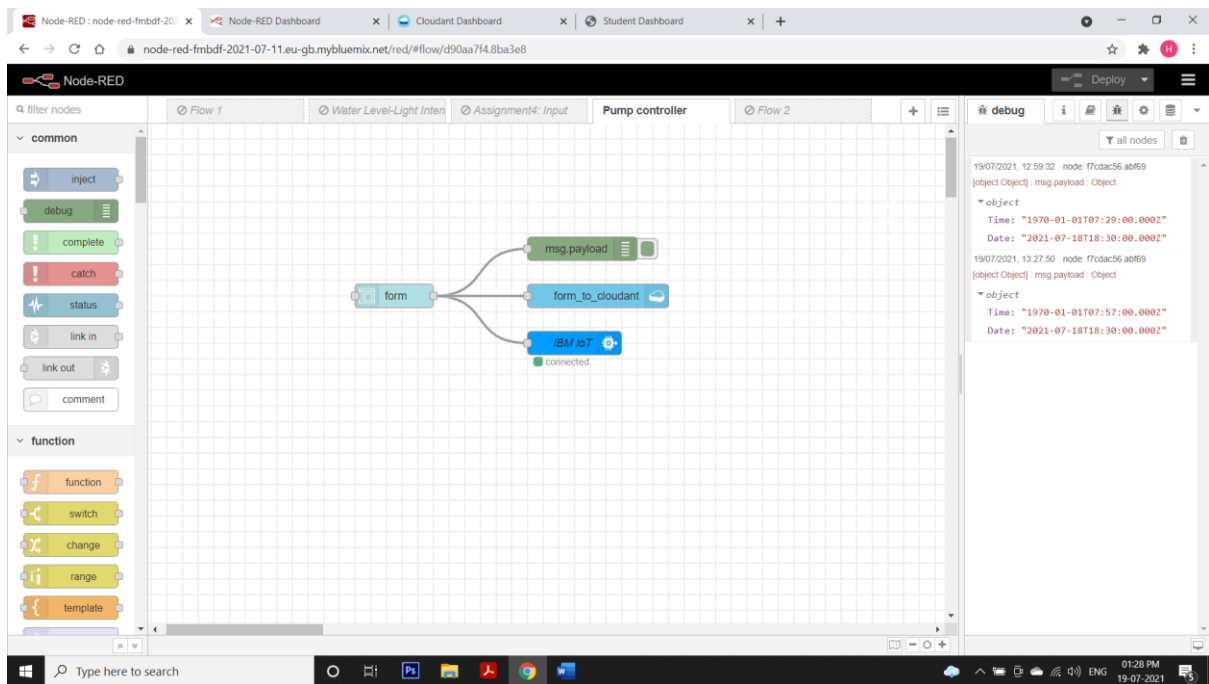 Node-RED : node-red-fmbdf-202
Node-RED Dashboard
Cloudant Dashboard
Student Dashboard
node-red-fmbdf-2021-07-11.eu-gb.mybluemix.net/red/#flow/d90aa7f4.8ba3e8
H
Node-RED
Deploy
filter nodes
Flow 1
Water Level-Light Inten
Assignment4: Input
Pump controller
Flow 2
debug
i
all nodes
common
inject
debug
complete
catch
status
link in
link out
comment
function
function
switch
change
range
template
msg.payload
form
form_to_cloudant
IBM IoT
connected
19/07/2021, 12:59:32 node: f7cdac56.abf69
[object Object] : msg.payload : Object
object
Time: "1970-01-01T07:29:00.000Z"
Date: "2021-07-18T18:30:00.000Z"
19/07/2021, 13:27:50 node: f7cdac56.abf69
[object Object] : msg.payload : Object
object
Time: "1970-01-01T07:57:00.000Z"
Date: "2021-07-18T18:30:00.000Z"
Type here to search
Ps
ENG
01:28 PM
19-07-2021
5